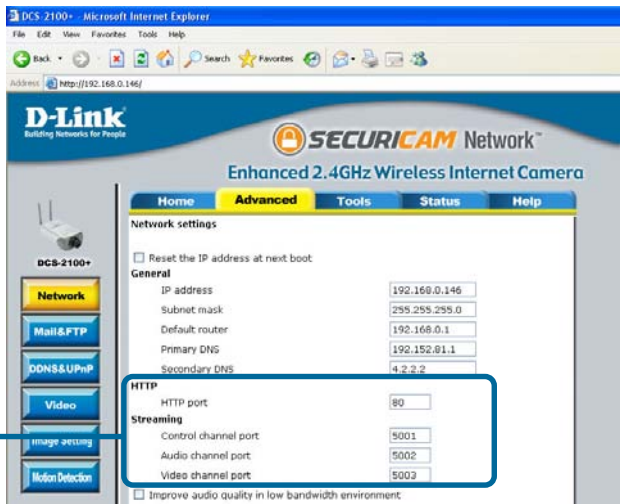 DCS-2100+ - Microsoft Internet Explorer
File Edit View Favorites Tools Help
Back Search Favorites
Address http://192.168.0.146/
D-Link
Building Networks for People
SECURICAM Network™
Enhanced 2.4GHz Wireless Internet Camera
Home Advanced Tools Status Help
DCS-2100+
Network
Mail&FTP
DDNS&UPnP
Video
Image Setting
Motion Detection
Network settings
Reset the IP address at next boot
General
IP address 192.168.0.146
Subnet mask 255.255.255.0
Default router 192.168.0.1
Primary DNS 192.152.81.1
Secondary DNS 4.2.2.2
HTTP
HTTP port 80
Streaming
Control channel port 5001
Audio channel port 5002
Video channel port 5003
Improve audio quality in low bandwidth environment